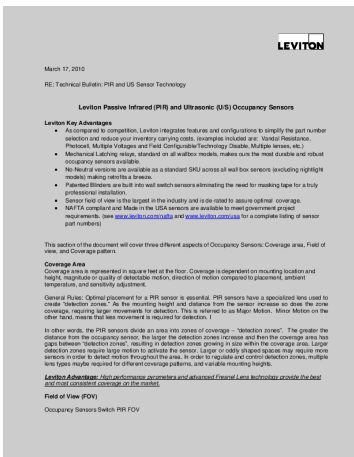 LEVITON
March 17, 2010
RE: Technical Bulletin: PIR and US Sensor Technology
Leviton Passive Infrared (PIR) and Ultrasonic (U/S) Occupancy Sensors
Leviton Key Advantages
• As compared to competition, Leviton integrates features and configurations to simplify the part number
selection and reduce your inventory carrying costs. (examples included are: Vandal Resistance,
Photocell, Multiple Voltages and Field Configurable/Technology Disable, Multiple lenses, etc.)
• Mechanical Latching relays, standard on all wallbox models, makes ours the most durable and robust
occupancy sensors available.
• No-Neutral versions are available as a standard SKU across all wall box sensors (excluding nightlight
models) making retrofits a breeze.
• Patented Blinders are built into wall switch sensors eliminating the need for masking tape for a truly
professional installation.
• Sensor field of view is the largest in the industry and is de-rated to assure optimal coverage.
• NAFTA compliant and Made in the USA sensors are available to meet government project
requirements. (see www.leviton.com/nafta and www.leviton.com/usa for a complete listing of sensor
part numbers)
This section of the document will cover three different aspects of Occupancy Sensors: Coverage area, Field of
view, and Coverage pattern.
Coverage Area
Coverage area is represented in square feet at the floor. Coverage is dependent on mounting location and
height, magnitude or quality of detectable motion, direction of motion compared to placement, ambient
temperature, and sensitivity adjustment.
General Rules: Optimal placement for a PIR sensor is essential. PIR sensors have a specialized lens used to
create "detection zones." As the mounting height and distance from the sensor increase so does the zone
coverage, requiring larger movements for detection. This is referred to as Major Motion. Minor Motion on the
other hand, means that less movement is required for detection. I
In other words, the PIR sensors divide an area into zones of coverage – "detection zones". The greater the
distance from the occupancy sensor, the larger the detection zones increase and then the coverage area has
gaps between "detection zones", resulting in detection zones growing in size within the coverage area. Larger
detection zones require large motion to activate the sensor. Larger or oddly shaped spaces may require more
sensors in order to detect motion throughout the area. In order to regulate and control detection zones, multiple
lens types maybe required for different coverage patterns, and variable mounting heights.
Leviton Advantage: High performance pyrometers and advanced Fresnel Lens technology provide the best
and most consistent coverage on the market.
Field of View (FOV)
Occupancy Sensors Switch PIR FOV